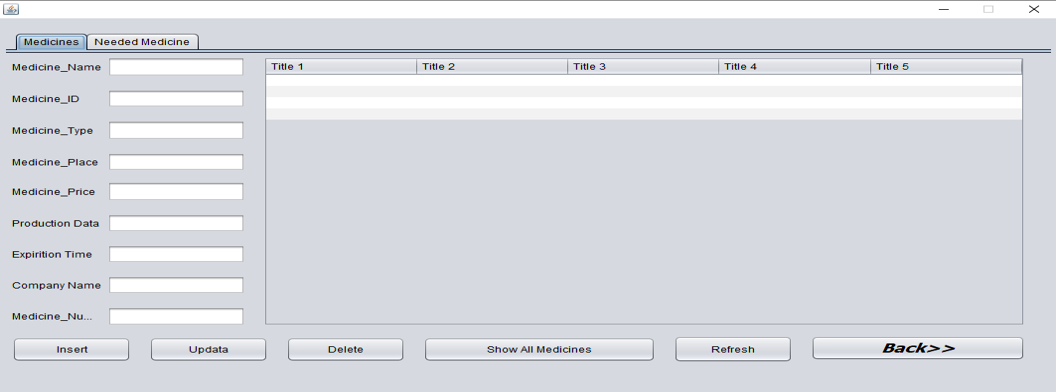 Medicines Needed Medicine
Medicine_Name
Title 1 Title 2 Title 3 Title 4 Title 5
Medicine_ID
Medicine_Type
Medicine_Place
Medicine_Price
Production Data
Expirition Time
Company Name
Medicine_Nu...
Insert Updata Delete Show All Medicines Refresh Back>>